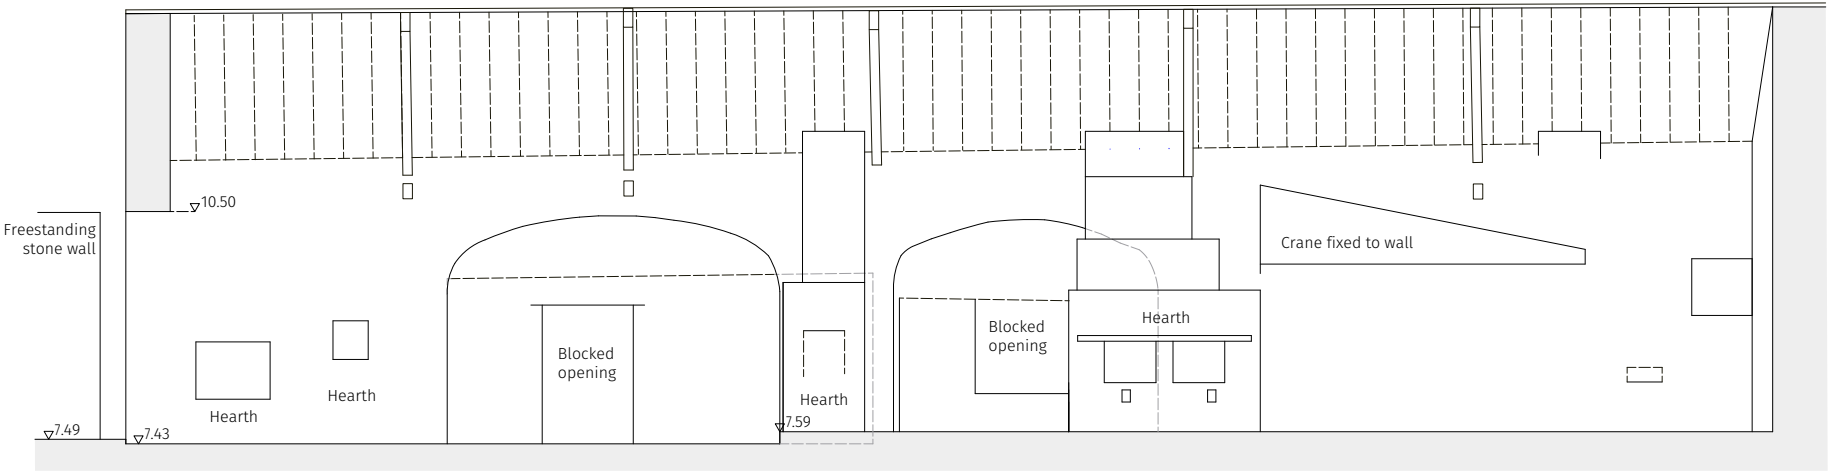 10.50
Freestanding
stone wall
Crane fixed to wall
Hearth
Blocked
opening
Blocked
opening
Hearth
Hearth
Hearth
7.59
7.49
7.43